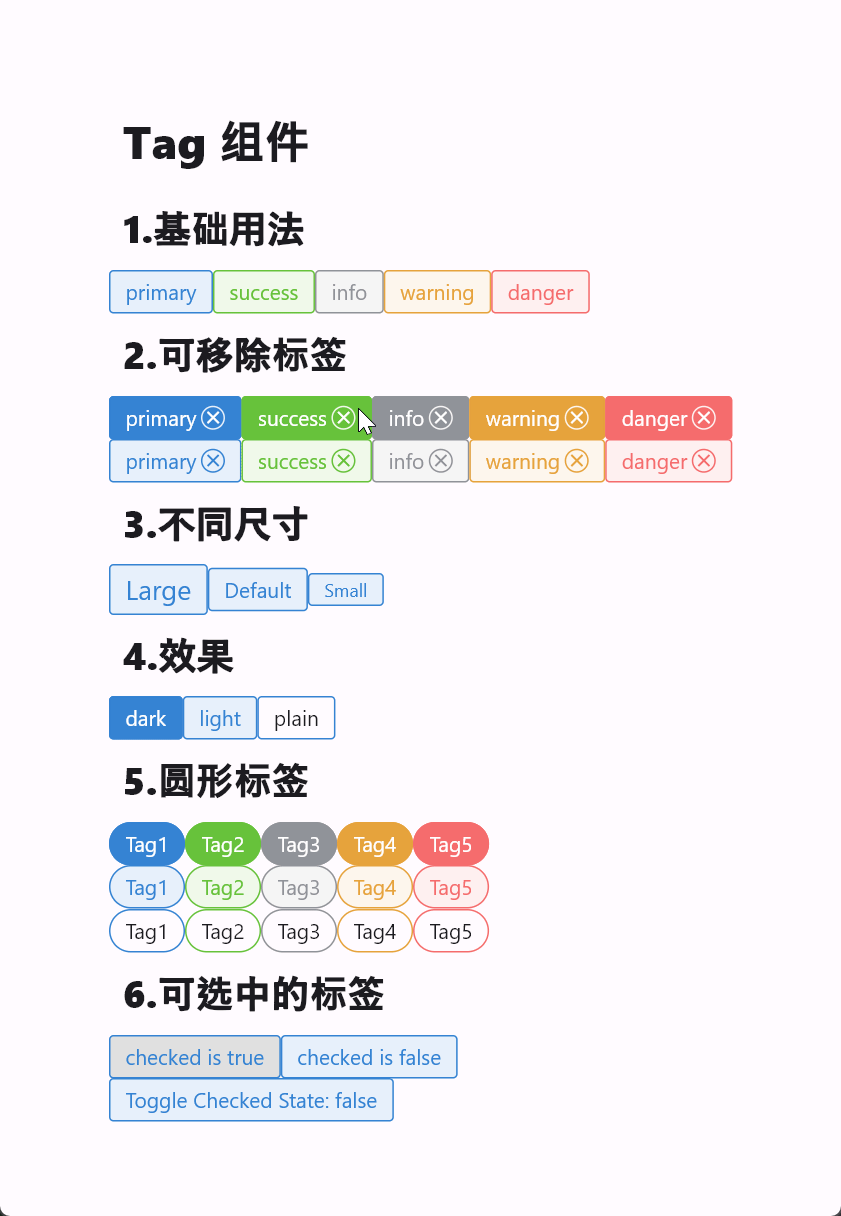 Tag 组件
1.基础用法
primary success info warning danger
2.可移除标签
primary success info warning danger
primary success info warning danger
3.不同尺寸
Large Default Small
4.效果
dark light plain
5.圆形标签
Tag1 Tag2 Tag3 Tag4 Tag5
Tag1 Tag2 Tag3 Tag4 Tag5
Tag1 Tag2 Tag3 Tag4 Tag5
6.可选中的标签
checked is true checked is false
Toggle Checked State: false